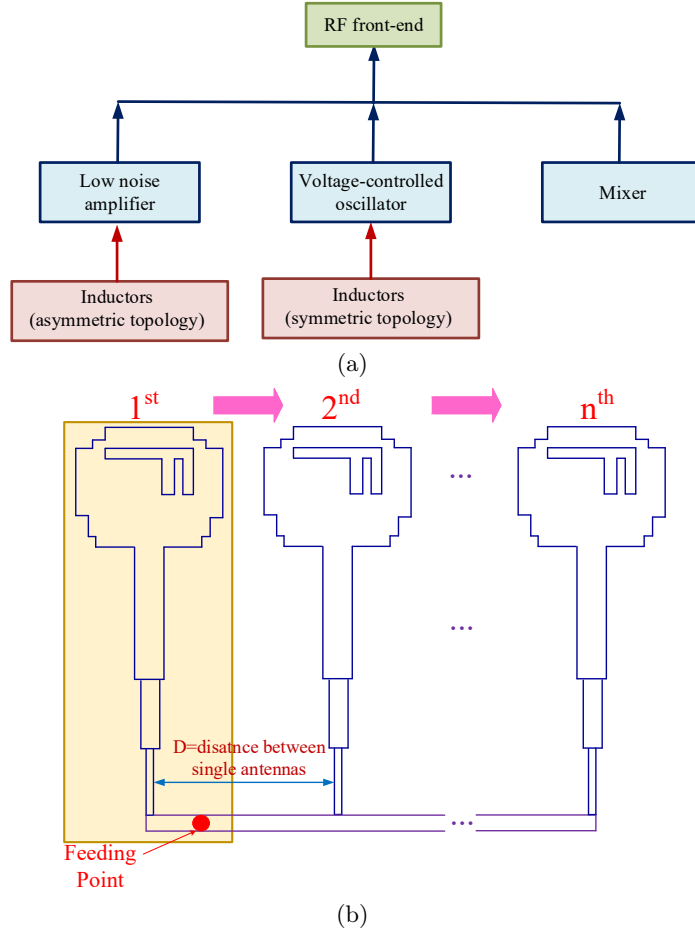 RF front-end
Low noise
amplifier
Voltage-controlled
oscillator
Mixer
Inductors
(asymmetric topology)
Inductors
(symmetric topology)
(a)
1st
2nd
nth
...
...
D=disatnce between
single antennas
...
Feeding
Point
(b)